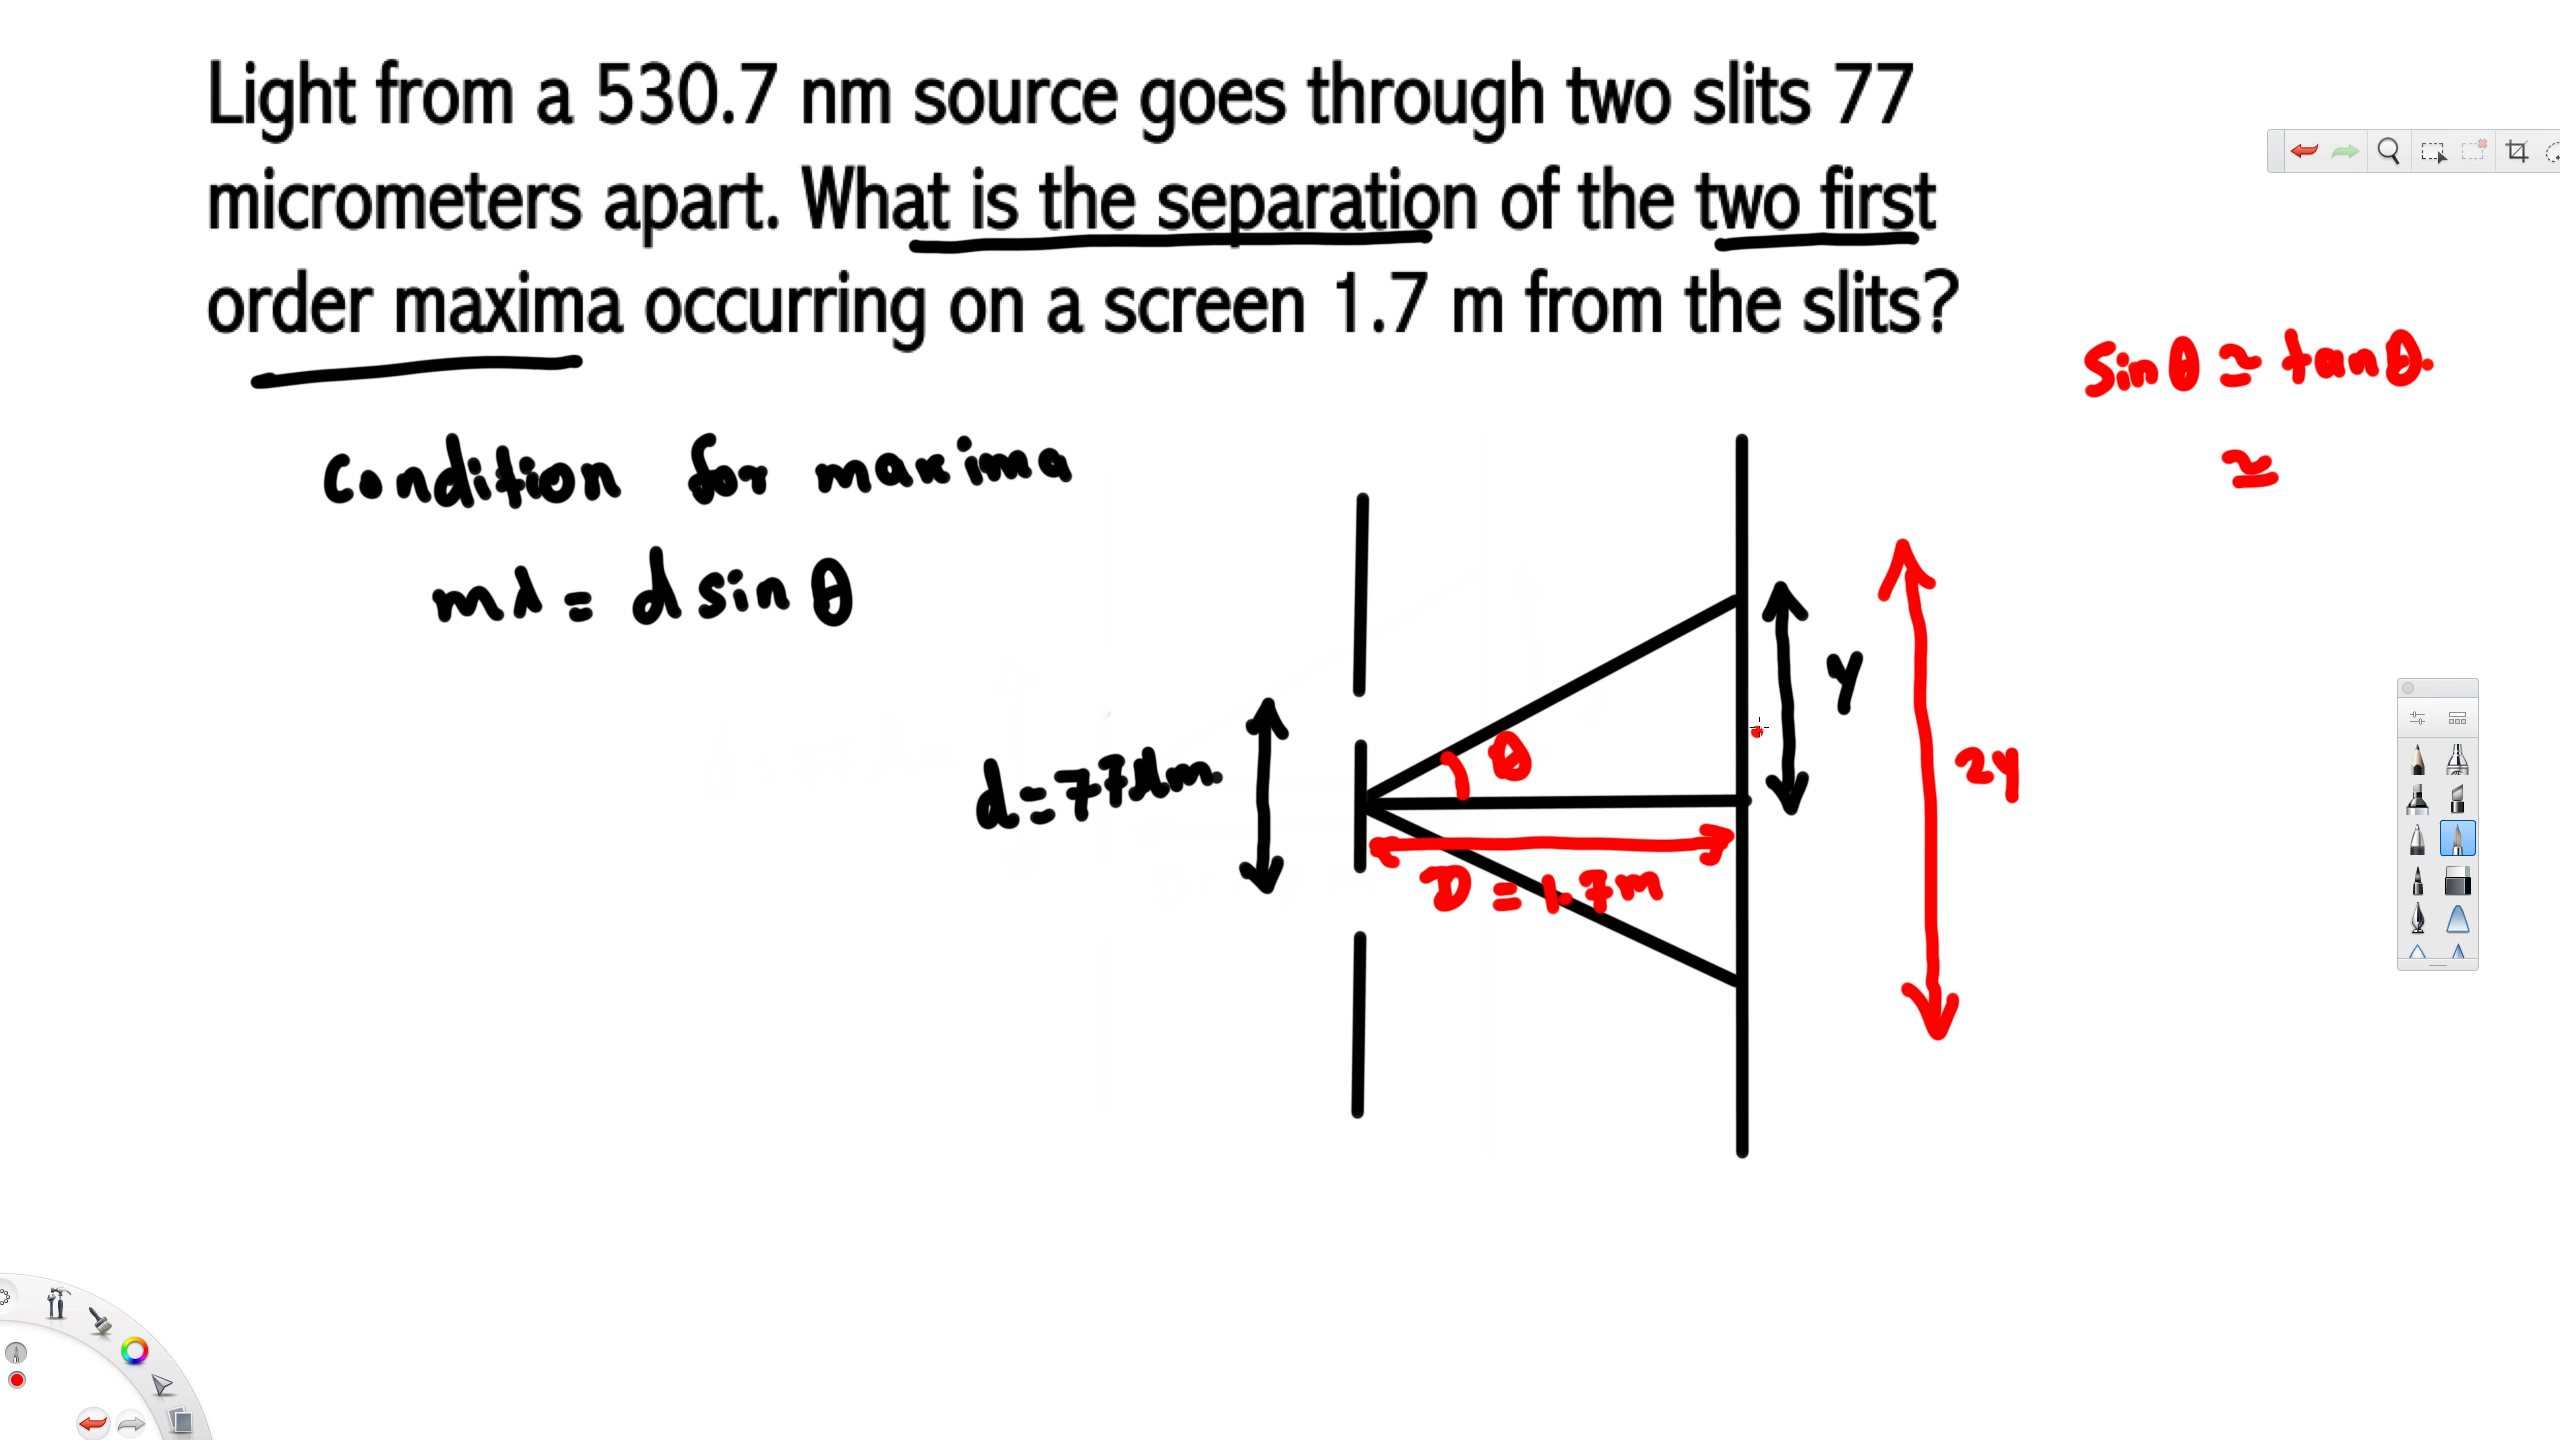 Light from a 530.7 nm source goes through two slits 77
micrometers apart. What is the separation of the two first
order maxima occurring on a screen 1.7 m from the slits?
sin θ ≃ tan θ.
≃
Condition for maxima
mλ = d sin θ
y
θ
2y
d = 77 μm.
D = 1.7m